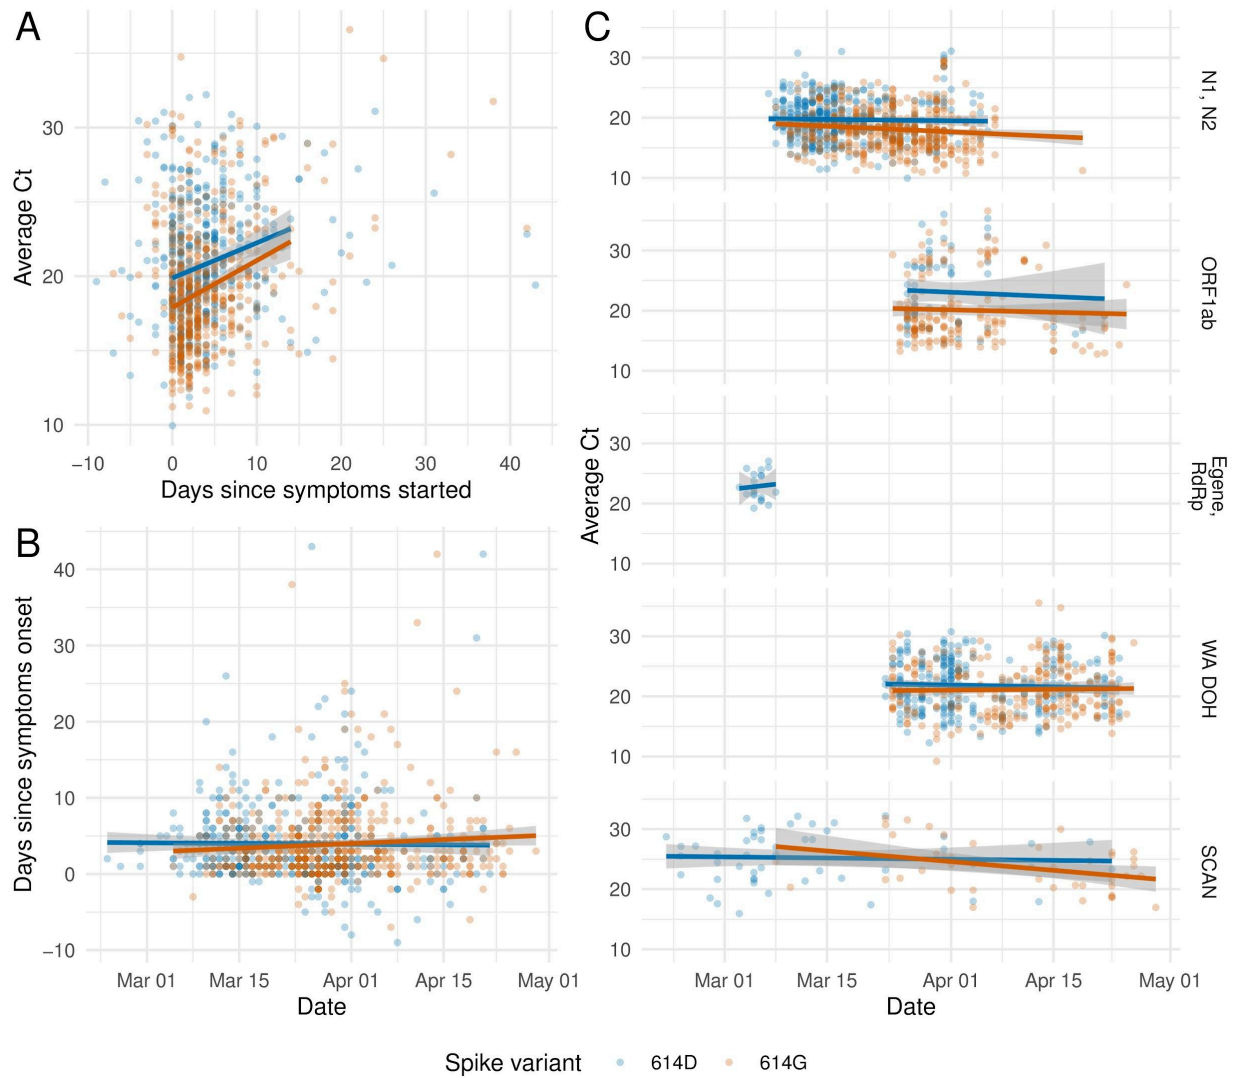 A
30
20
10
Average Ct
−10 0 10 20 30 40
Days since symptoms started
B
40
30
20
10
0
−10
Days since symptoms onset
Mar 01 Mar 15 Apr 01 Apr 15 May 01
Date
C
Average Ct
30
20
10
N1, N2
30
20
10
ORF1ab
30
20
10
Egene,
RdRp
30
20
10
WA DOH
30
20
10
SCAN
Mar 01 Mar 15 Apr 01 Apr 15 May 01
Date
Spike variant 614D 614G